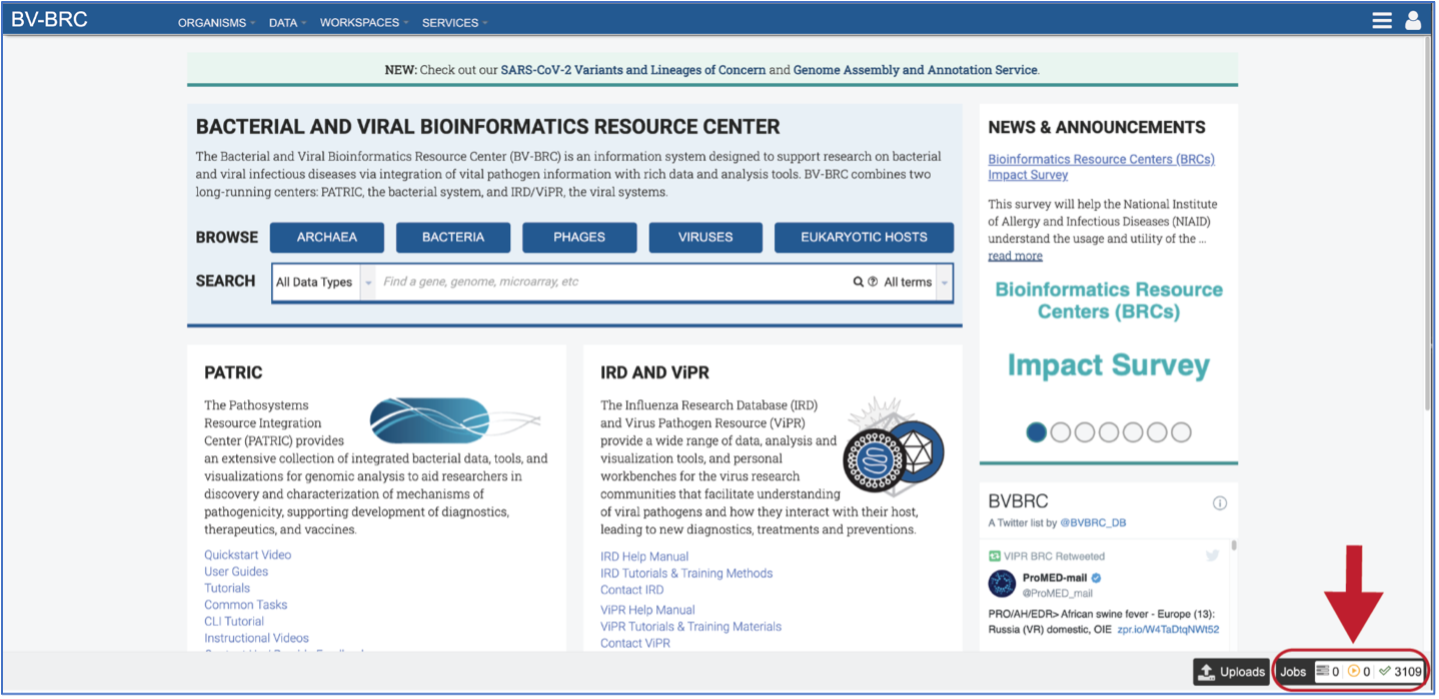 BV-BRC
ORGANISMS DATA WORKSPACES SERVICES
NEW: Check out our SARS-CoV-2 Variants and Lineages of Concern and Genome Assembly and Annotation Service.
BACTERIAL AND VIRAL BIOINFORMATICS RESOURCE CENTER
The Bacterial and Viral Bioinformatics Resource Center (BV-BRC) is an information system designed to support research on bacterial
and viral infectious diseases via integration of vital pathogen information with rich data and analysis tools. BV-BRC combines two
long-running centers: PATRIC, the bacterial system, and IRD/ViPR, the viral systems.
BROWSE ARCHAEA BACTERIA PHAGES VIRUSES EUKARYOTIC HOSTS
SEARCH All Data Types Find a gene, genome, microarray, etc All terms
PATRIC
The Pathosystems
Resource Integration
Center (PATRIC) provides
an extensive collection of integrated bacterial data, tools, and
visualizations for genomic analysis to aid researchers in
discovery and characterization of mechanisms of
pathogenicity, supporting development of diagnostics,
therapeutics, and vaccines.
Quickstart Video
User Guides
Tutorials
Common Tasks
CLI Tutorial
Instructional Videos
IRD AND ViPR
The Influenza Research Database (IRD)
and Virus Pathogen Resource (ViPR)
provide a wide range of data, analysis and
visualization tools, and personal
workbenches for the virus research
communities that facilitate understanding
of viral pathogens and how they interact with their host,
leading to new diagnostics, treatments and preventions.
IRD Help Manual
IRD Tutorials & Training Methods
Contact IRD
ViPR Help Manual
ViPR Tutorials & Training Materials
Contact ViPR
NEWS & ANNOUNCEMENTS
Bioinformatics Resource Centers (BRCs)
Impact Survey
This survey will help the National Institute
of Allergy and Infectious Diseases (NIAID)
understand the usage and utility of the ...
read more
Bioinformatics Resource
Centers (BRCs)
Impact Survey
BVBRC
A Twitter list by @BVBRC_DB
VIPR BRC Retweeted
ProMED-mail
@ProMED_mail
PRO/AH/EDR> African swine fever - Europe (13):
Russia (VR) domestic, OIE zpr.io/W4TaDtqNWt52
Uploads Jobs 0 0 3109